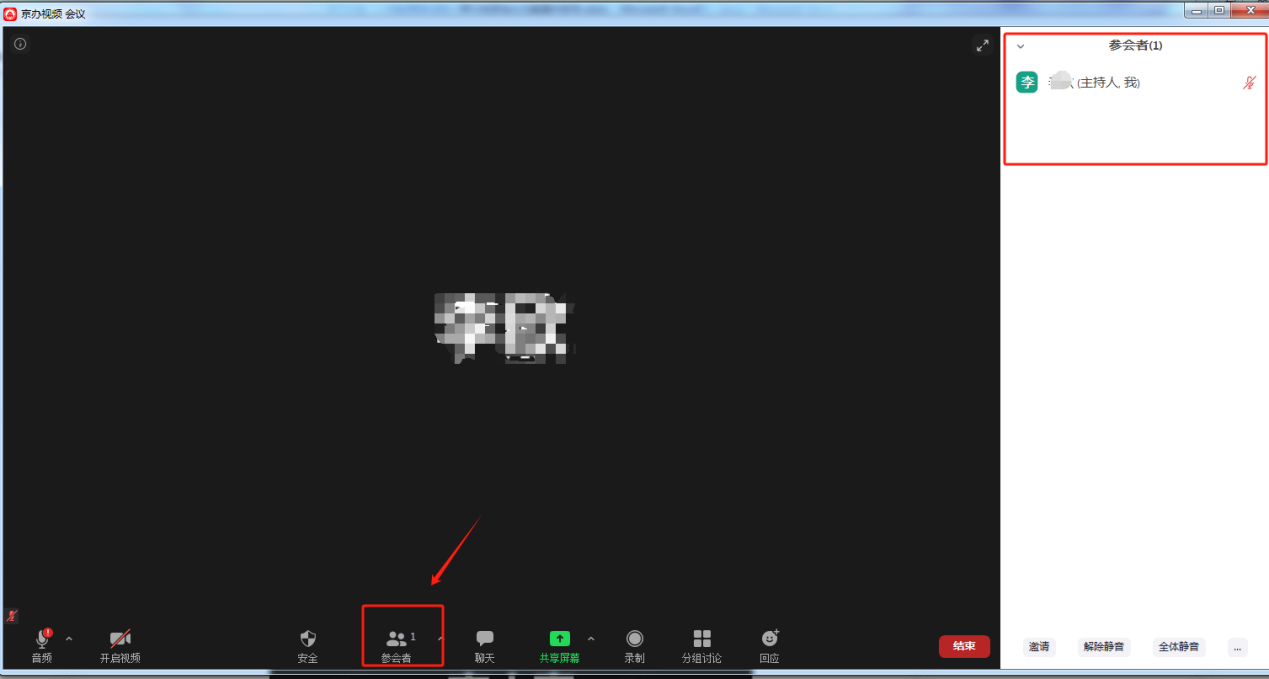 京办视频 会议
参会者(1)
李
(主持人, 我)
音频
开启视频
安全
1
参会者
聊天
共享屏幕
录制
分组讨论
回应
结束
邀请
解除静音
全体静音
...